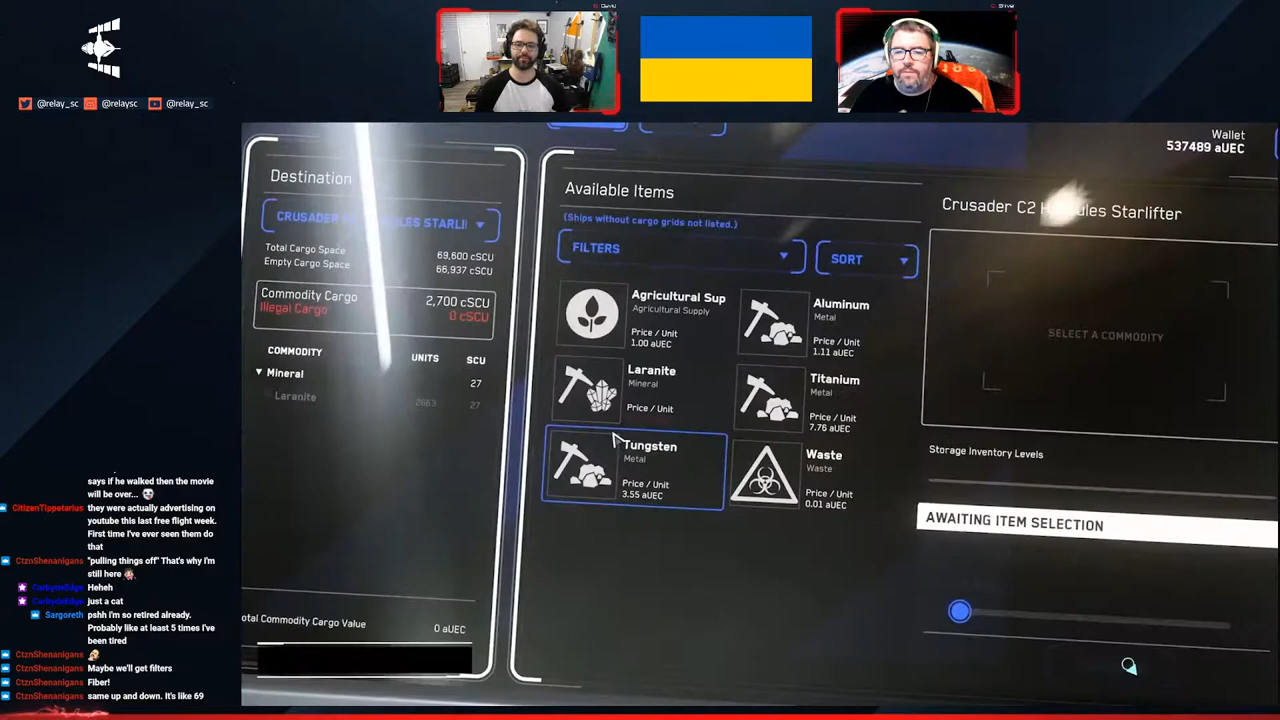 @relay_sc @relaysc @relay_sc
says if he walked then the movie
will be over...
CitizenTippetarius they were actually advertising on
youtube this last free flight week.
First time I've ever seen them do
that
CtznShenanigans "pulling things off" That's why I'm
still here
Heheh
just a cat
Sargoreth pshh i'm so retired already.
Probably like at least 5 times I've
been tired
CtznShenanigans
CtznShenanigans Maybe we'll get filters
CtznShenanigans Fiber!
CtznShenanigans same up and down. It's like 69
Destination
CRUSADER
Total Cargo Space 69,600 cSCU
Empty Cargo Space 66,937 cSCU
Commodity Cargo 2,700 cSCU
Illegal Cargo 0 cSCU
COMMODITY UNITS SCU
Mineral 27
Laranite 2663 27
otal Commodity Cargo Value 0 aUEC
Available Items
(Ships without cargo grids not listed.)
FILTERS SORT
Agricultural Sup
Agricultural Supply
Price / Unit
1.00 aUEC
Aluminum
Metal
Price / Unit
1.11 aUEC
Laranite
Mineral
Price / Unit
Titanium
Metal
Price / Unit
7.76 aUEC
Tungsten
Metal
Price / Unit
3.55 aUEC
Waste
Waste
Price / Unit
0.01 aUEC
Wallet
537489 aUEC
Crusader C2 Hercules Starlifter
SELECT A COMMODITY
Storage Inventory Levels
AWAITING ITEM SELECTION